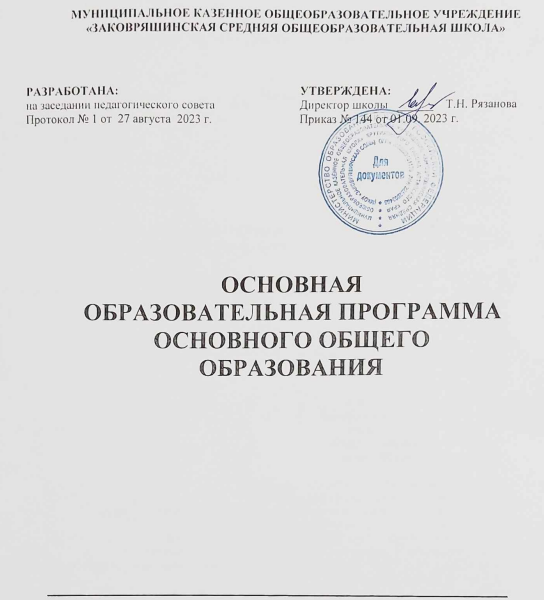 МУНИЦИПАЛЬНОЕ КАЗЕННОЕ ОБЩЕОБРАЗОВАТЕЛЬНОЕ УЧРЕЖДЕНИЕ
«ЗАКОВРЯШИНСКАЯ СРЕДНЯЯ ОБЩЕОБРАЗОВАТЕЛЬНАЯ ШКОЛА»
РАЗРАБОТАНА:
на заседании педагогического совета
Протокол № 1 от 27 августа 2023 г.
УТВЕРЖДЕНА:
Директор школы Т.Н. Рязанова
Приказ № 144 от 01.09. 2023 г.
Для
документов
ОСНОВНАЯ
ОБРАЗОВАТЕЛЬНАЯ ПРОГРАММА
ОСНОВНОГО ОБЩЕГО
ОБРАЗОВАНИЯ